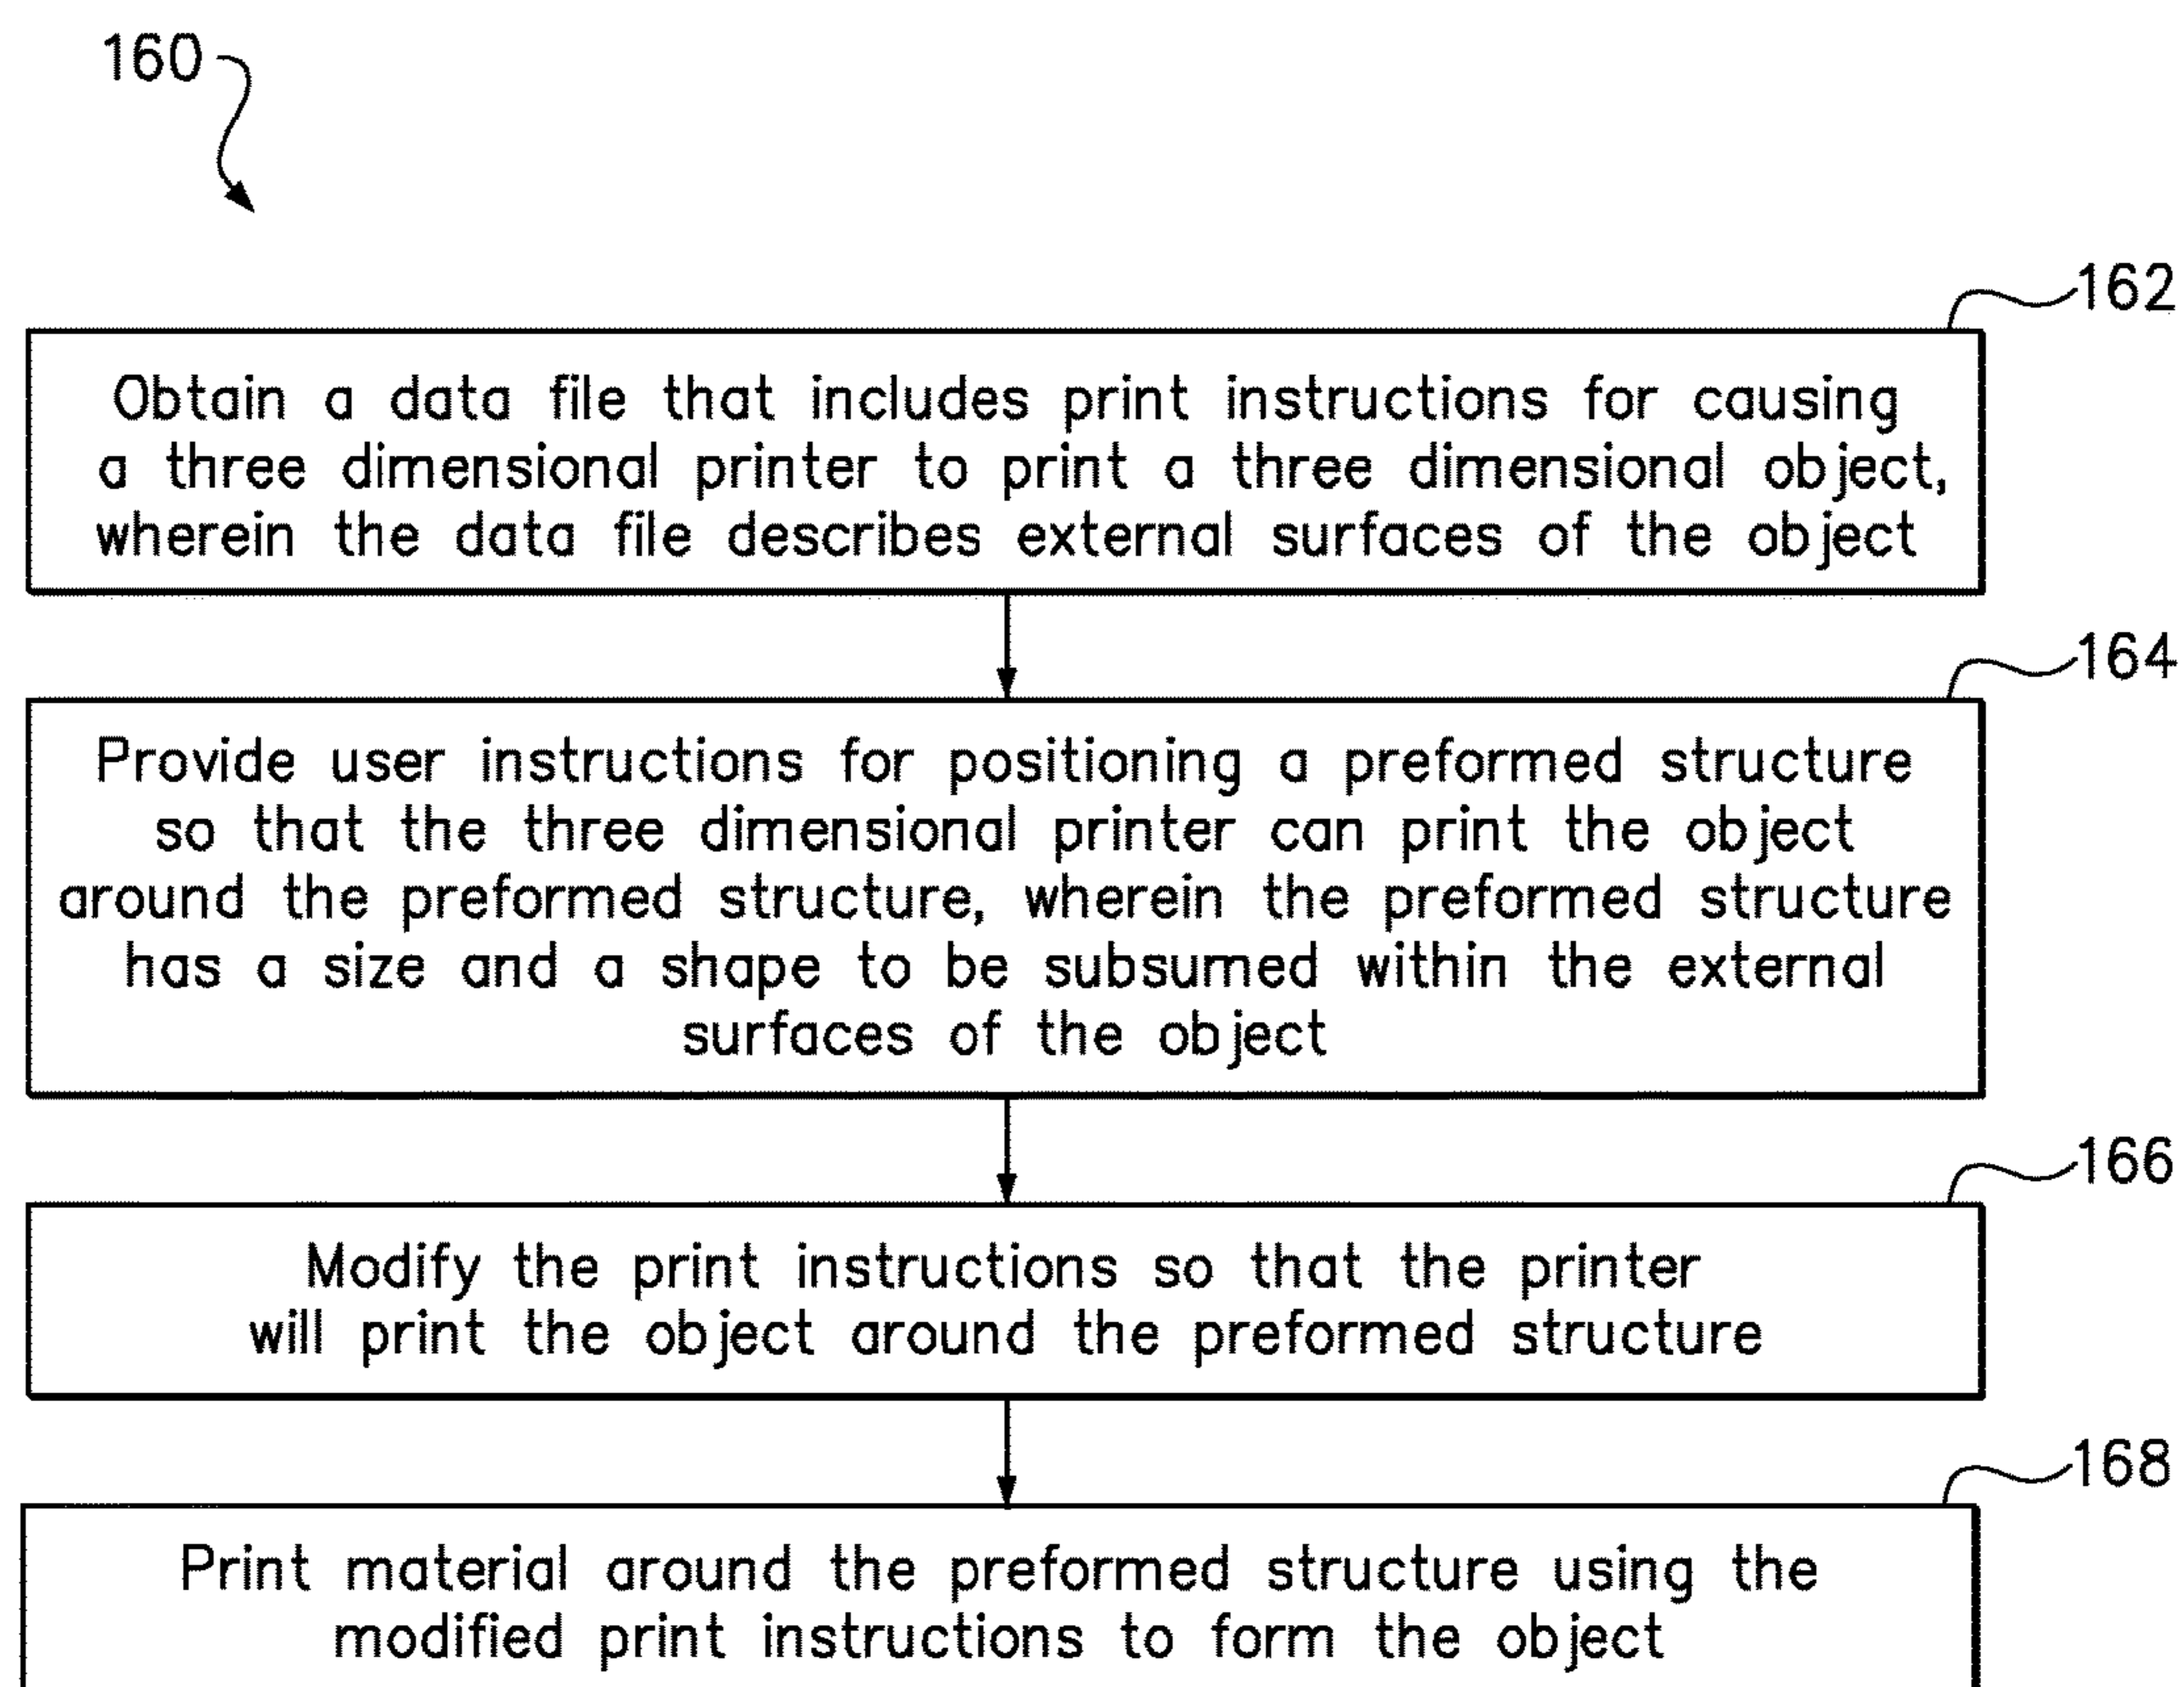 160
162
Obtain a data file that includes print instructions for causing
a three dimensional printer to print a three dimensional object,
wherein the data file describes external surfaces of the object
164
Provide user instructions for positioning a preformed structure
so that the three dimensional printer can print the object
around the preformed structure, wherein the preformed structure
has a size and a shape to be subsumed within the external
surfaces of the object
166
Modify the print instructions so that the printer
will print the object around the preformed structure
168
Print material around the preformed structure using the
modified print instructions to form the object